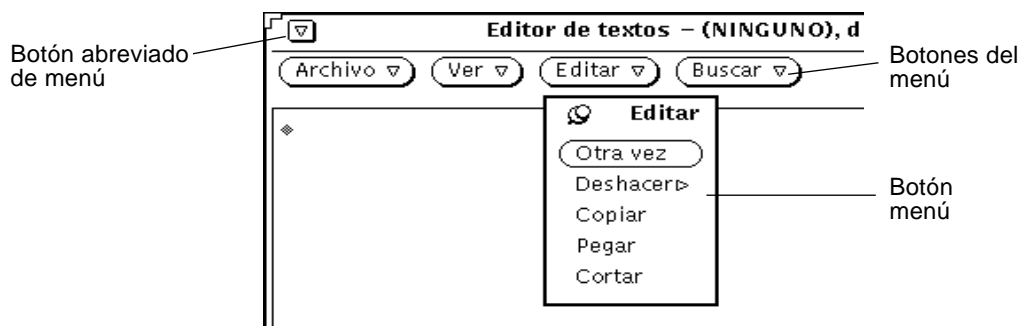 Editor de textos – (NINGUNO), d
Botón abreviado
de menú
Archivo Ver Editar Buscar
Botones del
menú
Editar
Otra vez
Deshacer
Copiar
Pegar
Cortar
Botón
menú